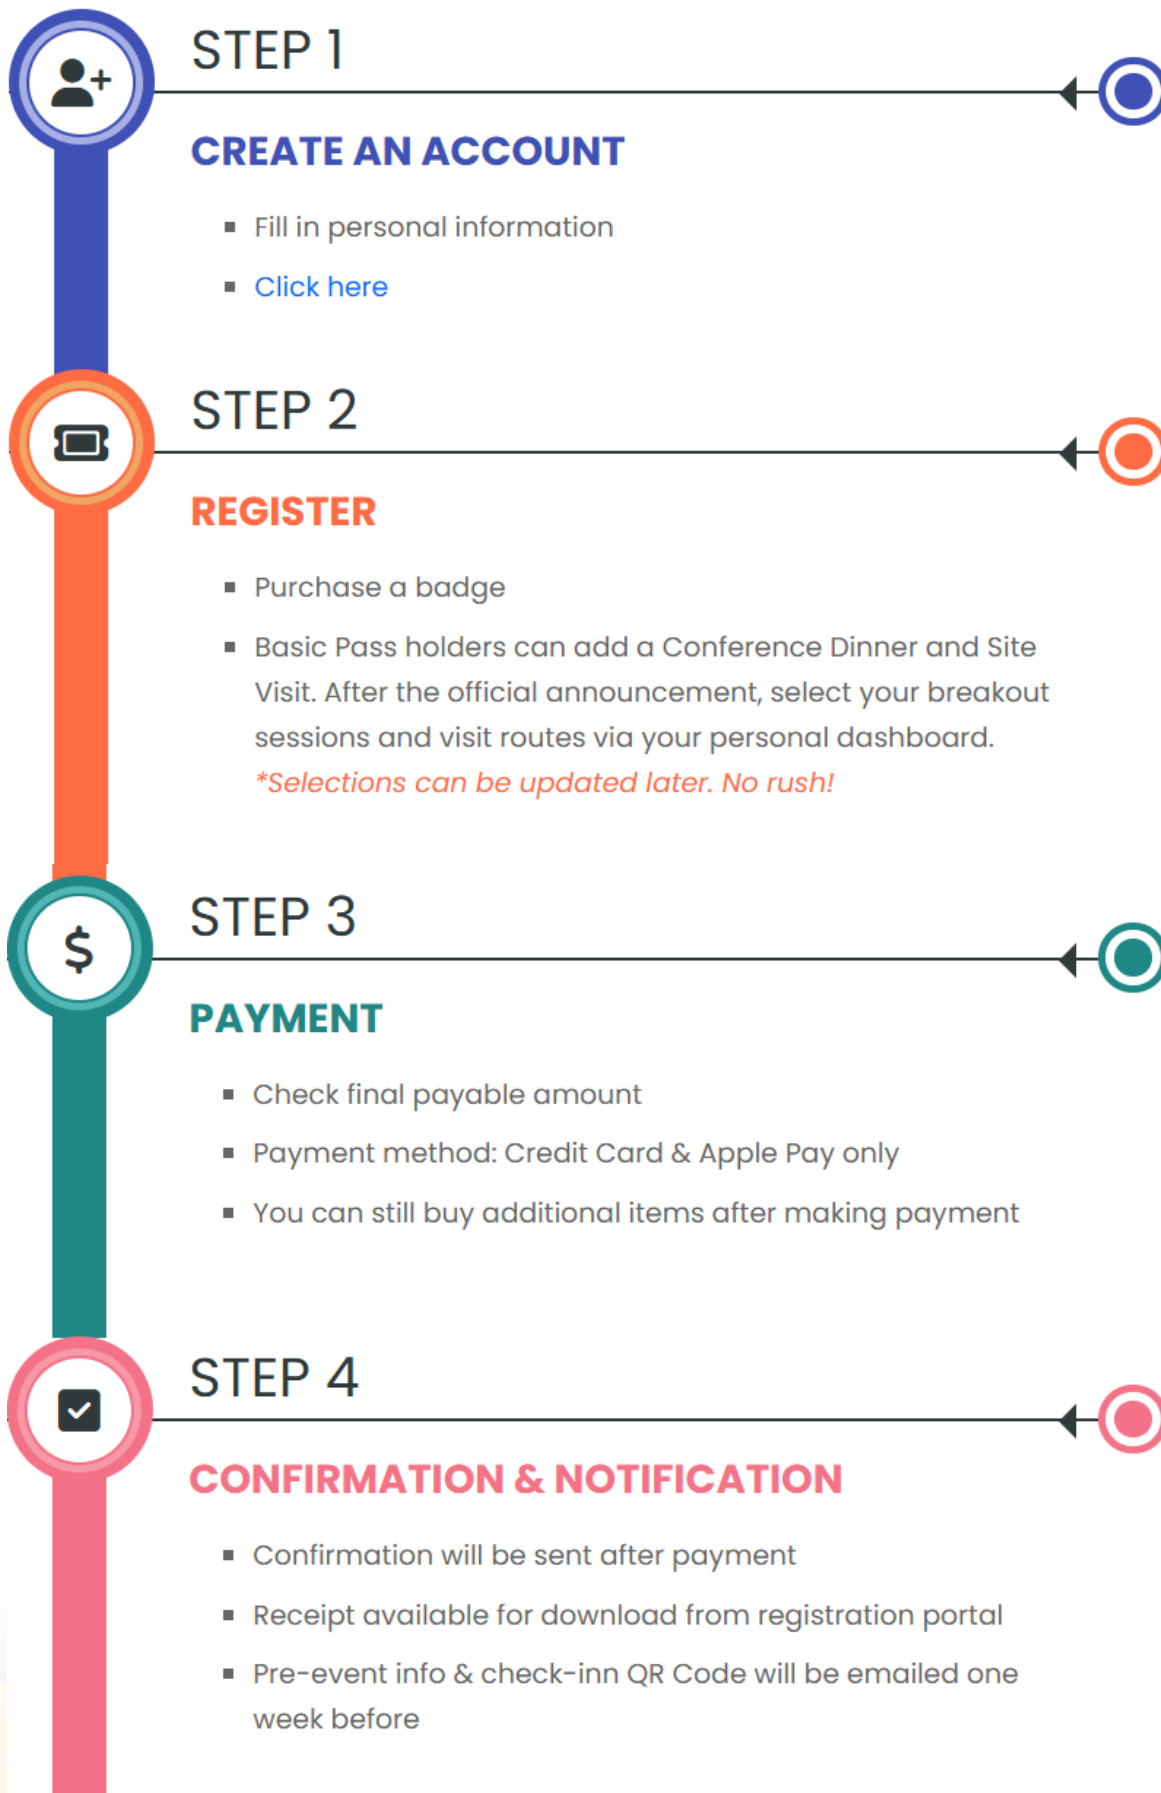 STEP 1
CREATE AN ACCOUNT
Fill in personal information
Click here
STEP 2
REGISTER
Purchase a badge
Basic Pass holders can add a Conference Dinner and Site
Visit. After the official announcement, select your breakout
sessions and visit routes via your personal dashboard.
*Selections can be updated later. No rush!
$
STEP 3
PAYMENT
Check final payable amount
Payment method: Credit Card & Apple Pay only
You can still buy additional items after making payment
STEP 4
CONFIRMATION & NOTIFICATION
Confirmation will be sent after payment
Receipt available for download from registration portal
Pre-event info & check-inn QR Code will be emailed one
week before